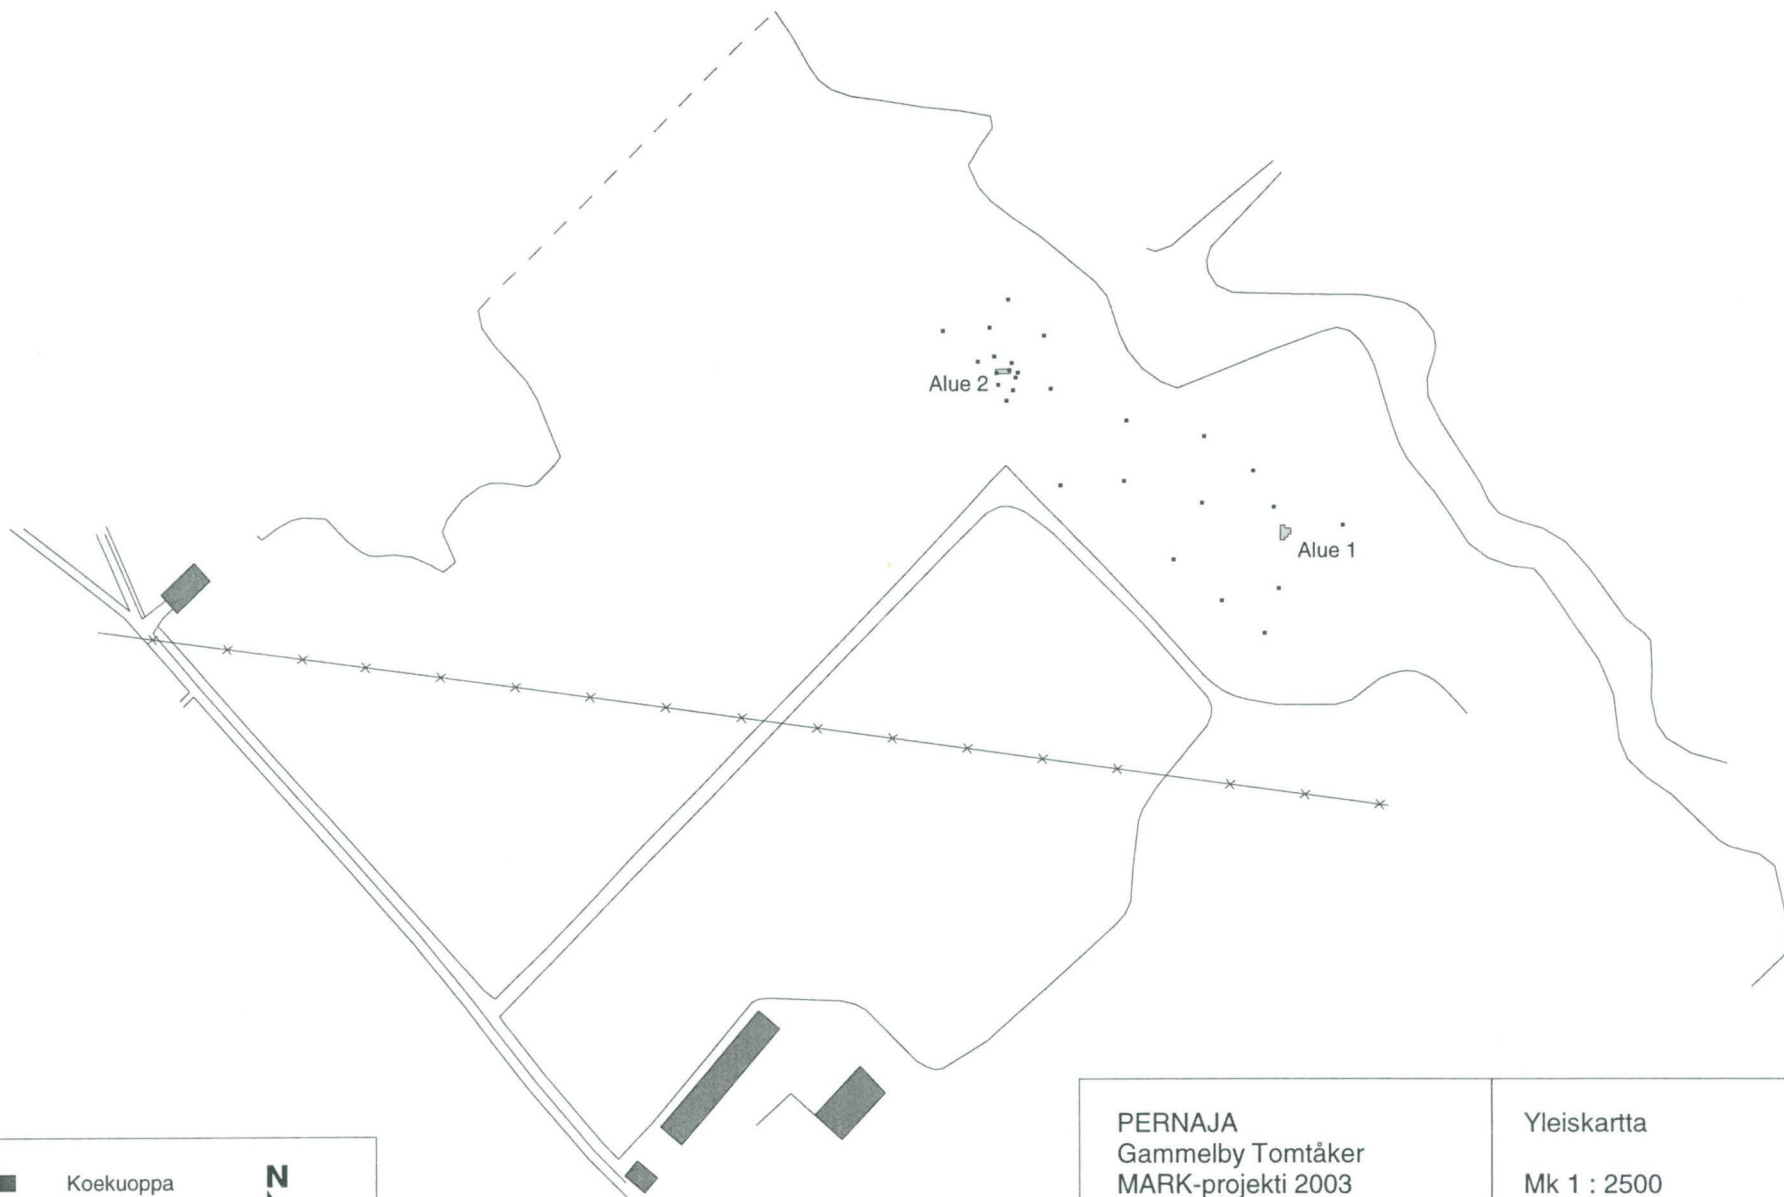 Alue 2
Alue 1
Koekuoppa
N
PERNAJA
Gammelby Tomtåker
MARK-projekti 2003
Yleiskartta
Mk 1 : 2500